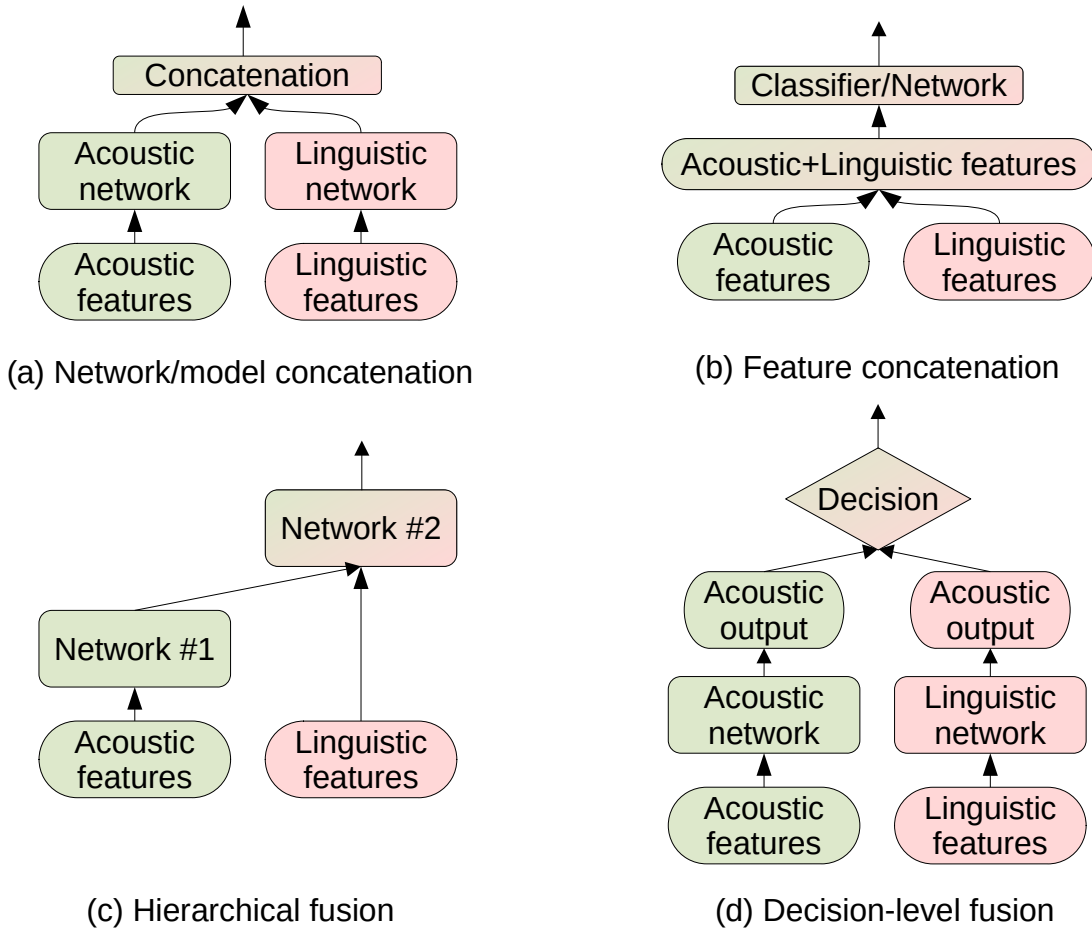 Concatenation
Acoustic
network
Linguistic
network
Acoustic
features
Linguistic
features
(a) Network/model concatenation
Classifier/Network
Acoustic+Linguistic features
Acoustic
features
Linguistic
features
(b) Feature concatenation
Network #2
Network #1
Acoustic
features
Linguistic
features
(c) Hierarchical fusion
Decision
Acoustic
output
Acoustic
output
Acoustic
network
Linguistic
network
Acoustic
features
Linguistic
features
(d) Decision-level fusion